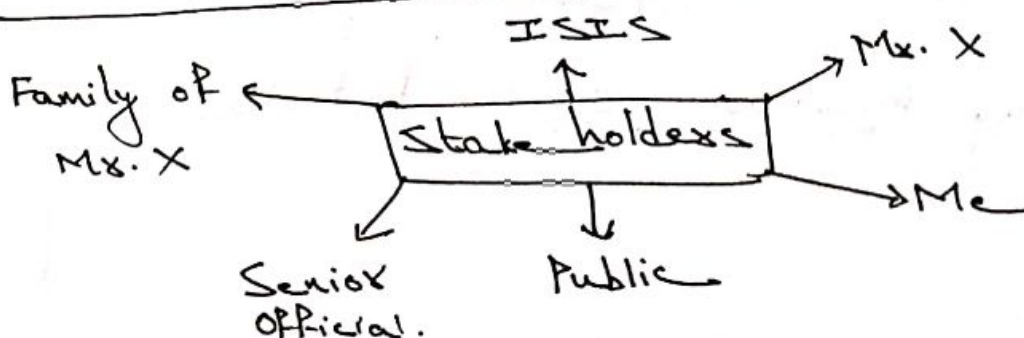 ISIS
Mr. X
Family of
Mr. X
Stake holders
Me
Senior
Official.
Public